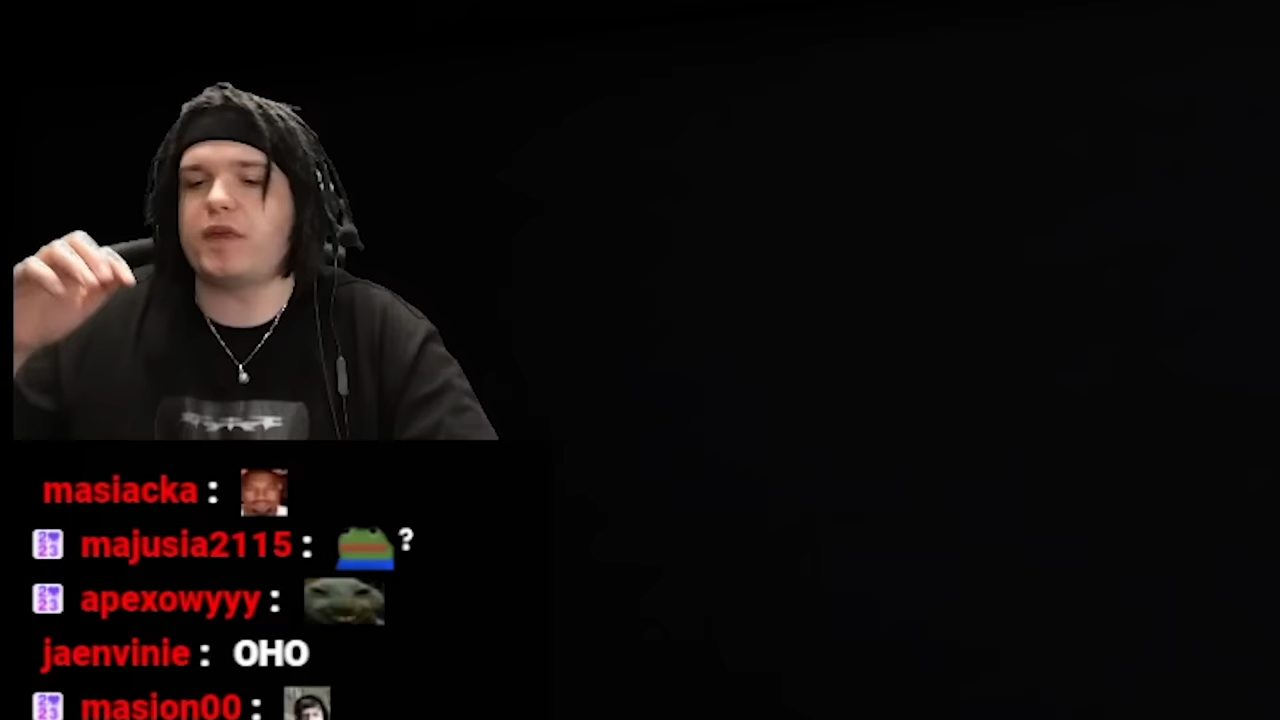 masiacka :
majusia2115 : ?
apexowyyy :
jaenvinie : OHO
masion00 :